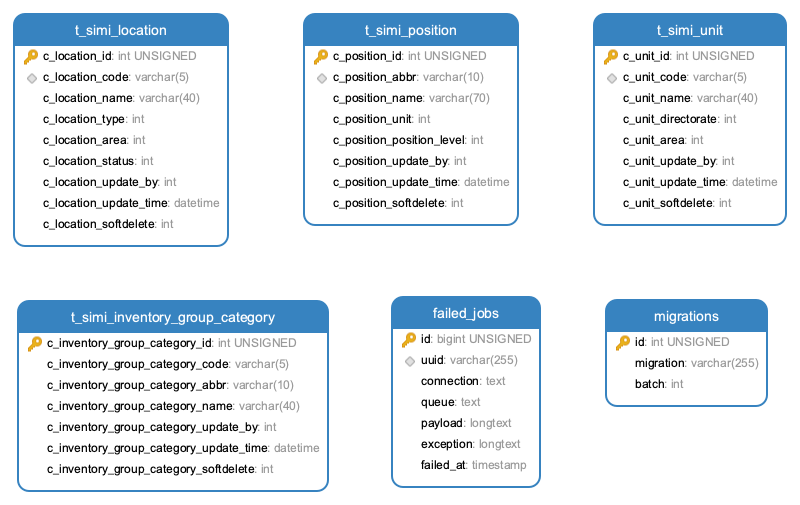 t_simi_location
c_location_id: int UNSIGNED
c_location_code: varchar(5)
c_location_name: varchar(40)
c_location_type: int
c_location_area: int
c_location_status: int
c_location_update_by: int
c_location_update_time: datetime
c_location_softdelete: int
t_simi_position
c_position_id: int UNSIGNED
c_position_abbr: varchar(10)
c_position_name: varchar(70)
c_position_unit: int
c_position_position_level: int
c_position_update_by: int
c_position_update_time: datetime
c_position_softdelete: int
t_simi_unit
c_unit_id: int UNSIGNED
c_unit_code: varchar(5)
c_unit_name: varchar(40)
c_unit_directorate: int
c_unit_area: int
c_unit_update_by: int
c_unit_update_time: datetime
c_unit_softdelete: int
t_simi_inventory_group_category
c_inventory_group_category_id: int UNSIGNED
c_inventory_group_category_code: varchar(5)
c_inventory_group_category_abbr: varchar(10)
c_inventory_group_category_name: varchar(40)
c_inventory_group_category_update_by: int
c_inventory_group_category_update_time: datetime
c_inventory_group_category_softdelete: int
failed_jobs
id: bigint UNSIGNED
uuid: varchar(255)
connection: text
queue: text
payload: longtext
exception: longtext
failed_at: timestamp
migrations
id: int UNSIGNED
migration: varchar(255)
batch: int